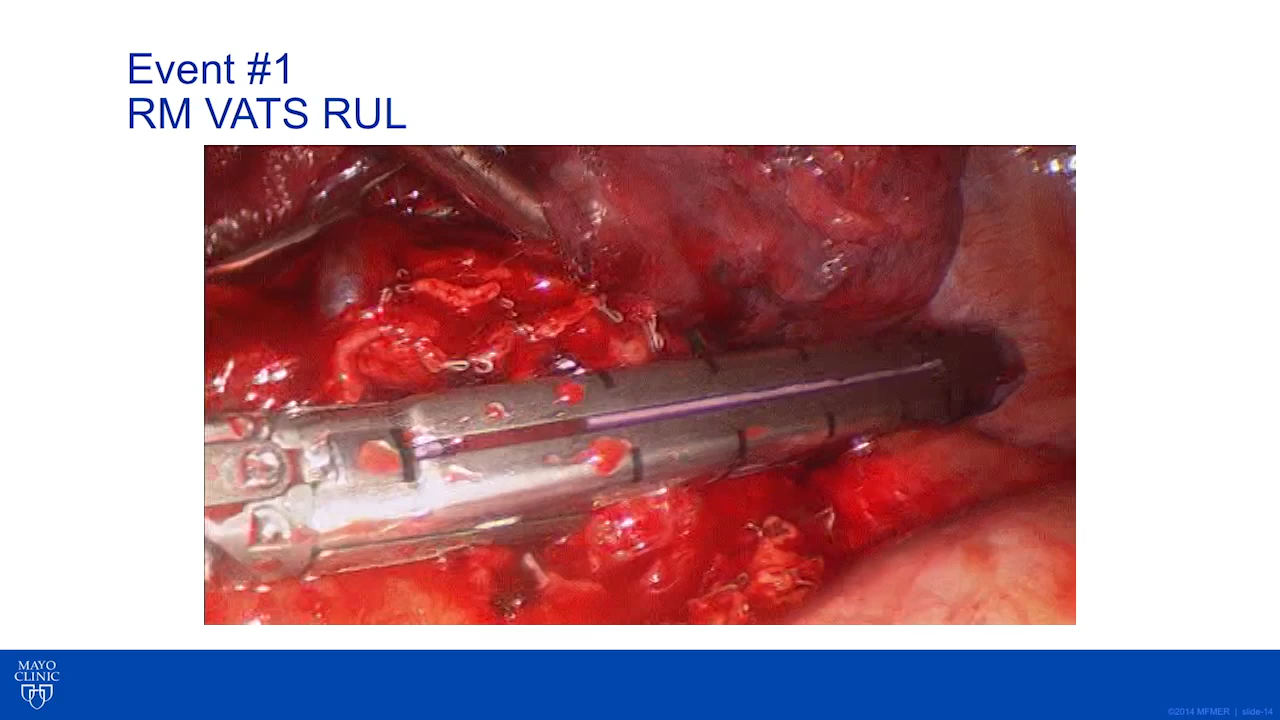 Event #1
RM VATS RUL
MAYO
CLINIC
©2014 MFMER | slide-14